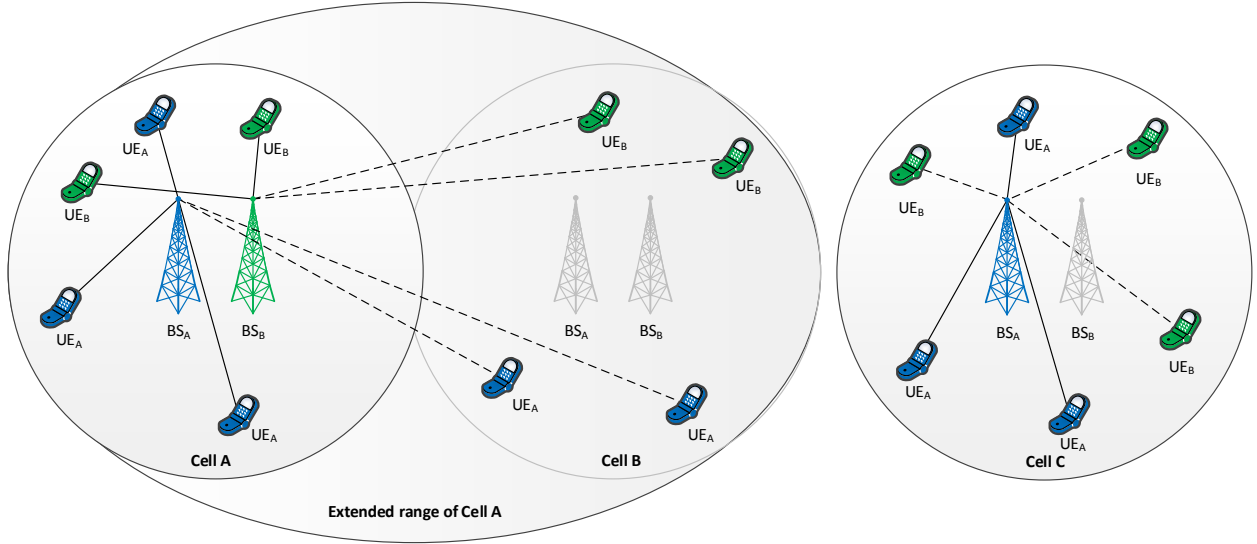 UE_A
UE_B
UE_B
UE_A
BS_A
BS_B
UE_A
Cell A
UE_B
UE_B
BS_A
BS_B
UE_A
UE_A
Cell B
Extended range of Cell A
UE_A
UE_B
UE_B
BS_A
BS_B
UE_B
UE_A
UE_A
Cell C